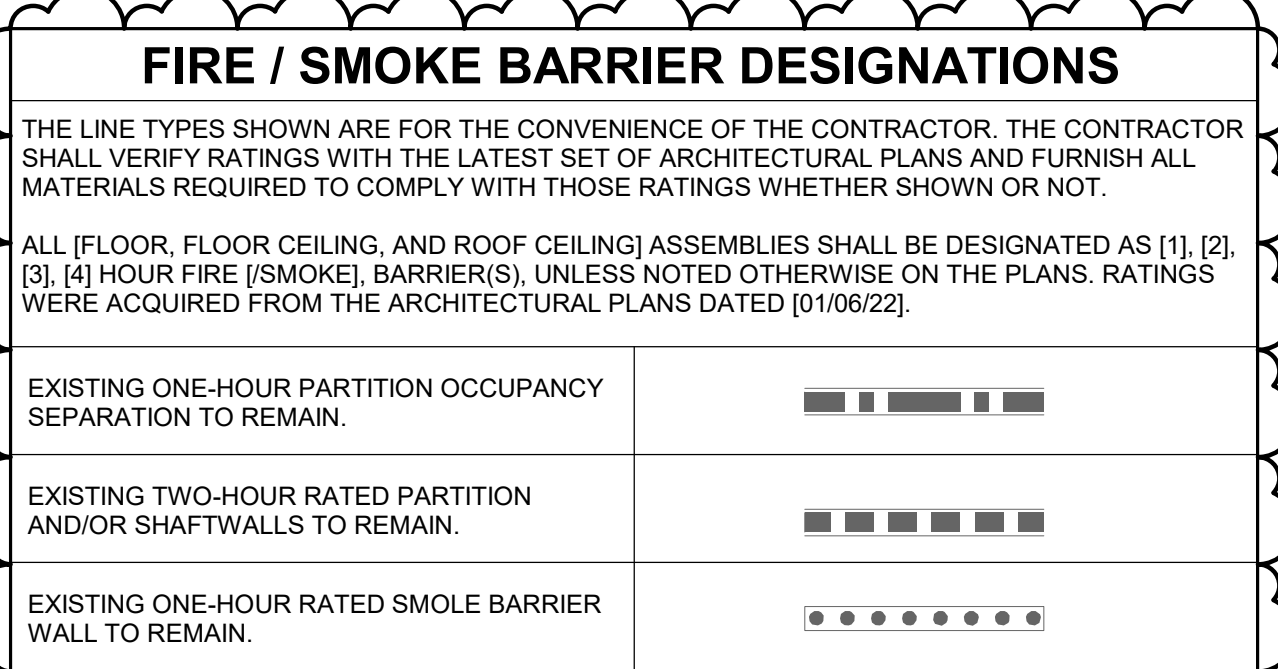 FIRE / SMOKE BARRIER DESIGNATIONS
THE LINE TYPES SHOWN ARE FOR THE CONVENIENCE OF THE CONTRACTOR. THE CONTRACTOR
SHALL VERIFY RATINGS WITH THE LATEST SET OF ARCHITECTURAL PLANS AND FURNISH ALL
MATERIALS REQUIRED TO COMPLY WITH THOSE RATINGS WHETHER SHOWN OR NOT.
ALL [FLOOR, FLOOR CEILING, AND ROOF CEILING] ASSEMBLIES SHALL BE DESIGNATED AS [1], [2],
[3], [4] HOUR FIRE [/SMOKE], BARRIER(S), UNLESS NOTED OTHERWISE ON THE PLANS. RATINGS
WERE ACQUIRED FROM THE ARCHITECTURAL PLANS DATED [01/06/22].
EXISTING ONE-HOUR PARTITION OCCUPANCY
SEPARATION TO REMAIN.
EXISTING TWO-HOUR RATED PARTITION
AND/OR SHAFTWALLS TO REMAIN.
EXISTING ONE-HOUR RATED SMOLE BARRIER
WALL TO REMAIN.